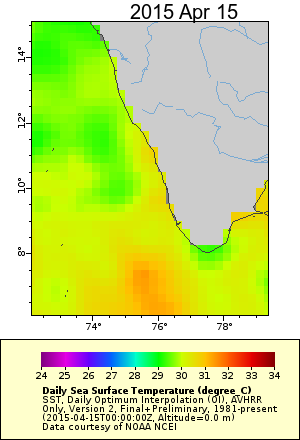 2015 Apr 15
14°
12°
10°
8°
74° 76° 78°
24 25 26 27 28 29 30 31 32 33 34
Daily Sea Surface Temperature (degree_C)
SST, Daily Optimum Interpolation (OI), AVHRR
Only, Version 2, Final+Preliminary, 1981-present
(2015-04-15T00:00:00Z, Altitude=0.0 m)
Data courtesy of NOAA NCEI